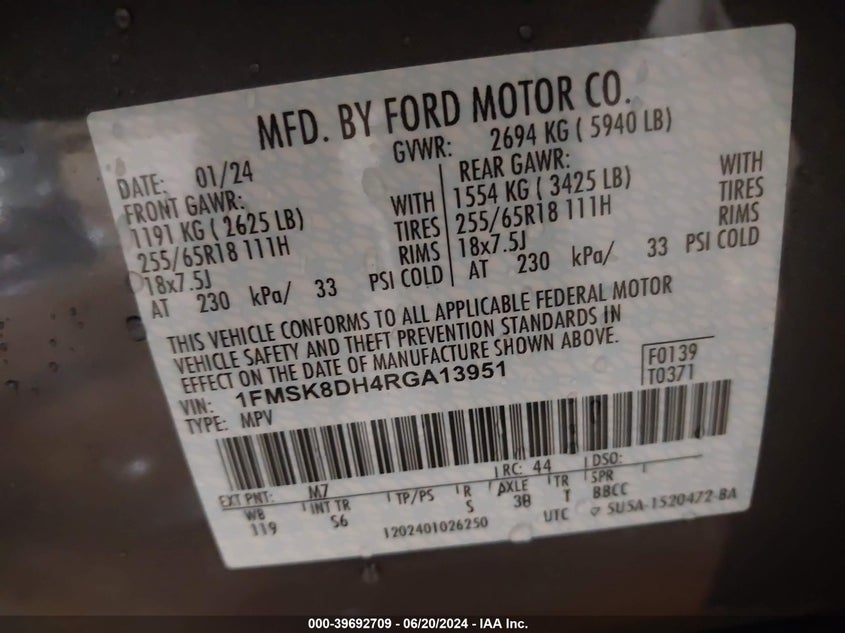 MFD. BY FORD MOTOR CO.
DATE: 01/24 GVWR: 2694 KG ( 5940 LB)
FRONT GAWR: REAR GAWR:
1191 KG ( 2625 LB) WITH 1554 KG ( 3425 LB) WITH
255/65R18 111H TIRES 255/65R18 111H TIRES
18x7.5J RIMS 18x7.5J RIMS
AT 230 kPa/ 33 PSI COLD AT 230 kPa/ 33 PSI COLD
THIS VEHICLE CONFORMS TO ALL APPLICABLE FEDERAL MOTOR
VEHICLE SAFETY AND THEFT PREVENTION STANDARDS IN
EFFECT ON THE DATE OF MANUFACTURE SHOWN ABOVE.
VIN: 1FMSK8DH4RGA13951 F0139
TYPE: MPV T0371
EXT PNT: M7 RC: 44 DSO:
WB INT TR TP/PS R AXLE TR SPR
119 S6 S 3B T BBCC
1202401026250 UTC 5USA-1520472-BA
000-39692709 - 06/20/2024 - IAA Inc.